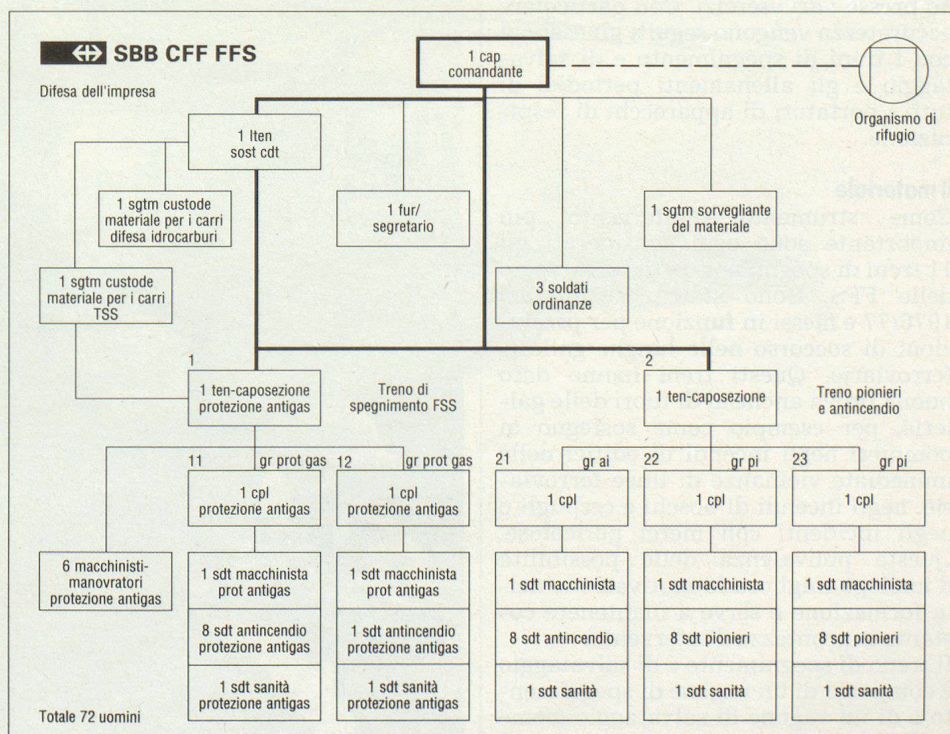 SBB CFF FFS
Difesa dell'impresa
1 cap
comandante
Organismo di
rifugio
1 lten
sost cdt
1 sgtm custode
materiale per i carri
difesa idrocarburi
1 fur/
segretario
1 sgtm sorvegliante
del materiale
1 sgtm custode
materiale per i carri
TSS
3 soldati
ordinanze
1
1 ten-caposezione
protezione antigas
Treno di
spegnimento FSS
2
1 ten-caposezione
Treno pionieri
e antincendio
11 gr prot gas
1 cpl
protezione antigas
12 gr prot gas
1 cpl
protezione antigas
21 gr ai
1 cpl
22 gr pi
1 cpl
23 gr pi
1 cpl
6 macchinisti-
manovratori
protezione antigas
1 sdt macchinista
prot antigas
8 sdt antincendio
protezione antigas
1 sdt sanità
protezione antigas
1 sdt macchinista
prot antigas
1 sdt antincendio
protezione antigas
1 sdt sanità
protezione antigas
1 sdt macchinista
8 sdt antincendio
1 sdt sanità
1 sdt macchinista
8 sdt pionieri
1 sdt sanità
1 sdt macchinista
8 sdt pionieri
1 sdt sanità
Totale 72 uomini